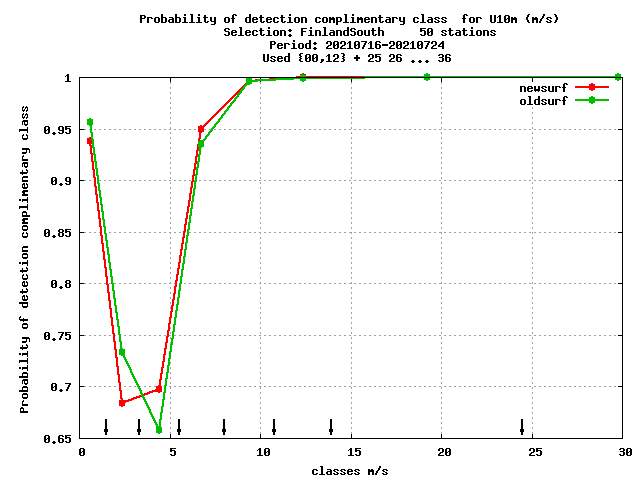 Probability of detection complimentary class  for U10m (m/s)
Selection: FinlandSouth     50 stations
Period: 20210716-20210724
Used {00,12} + 25 26 ... 36
newsurf
oldsurf
Probability of detection complimentary class
1
0.95
0.9
0.85
0.8
0.75
0.7
0.65
0 5 10 15 20 25 30
classes m/s